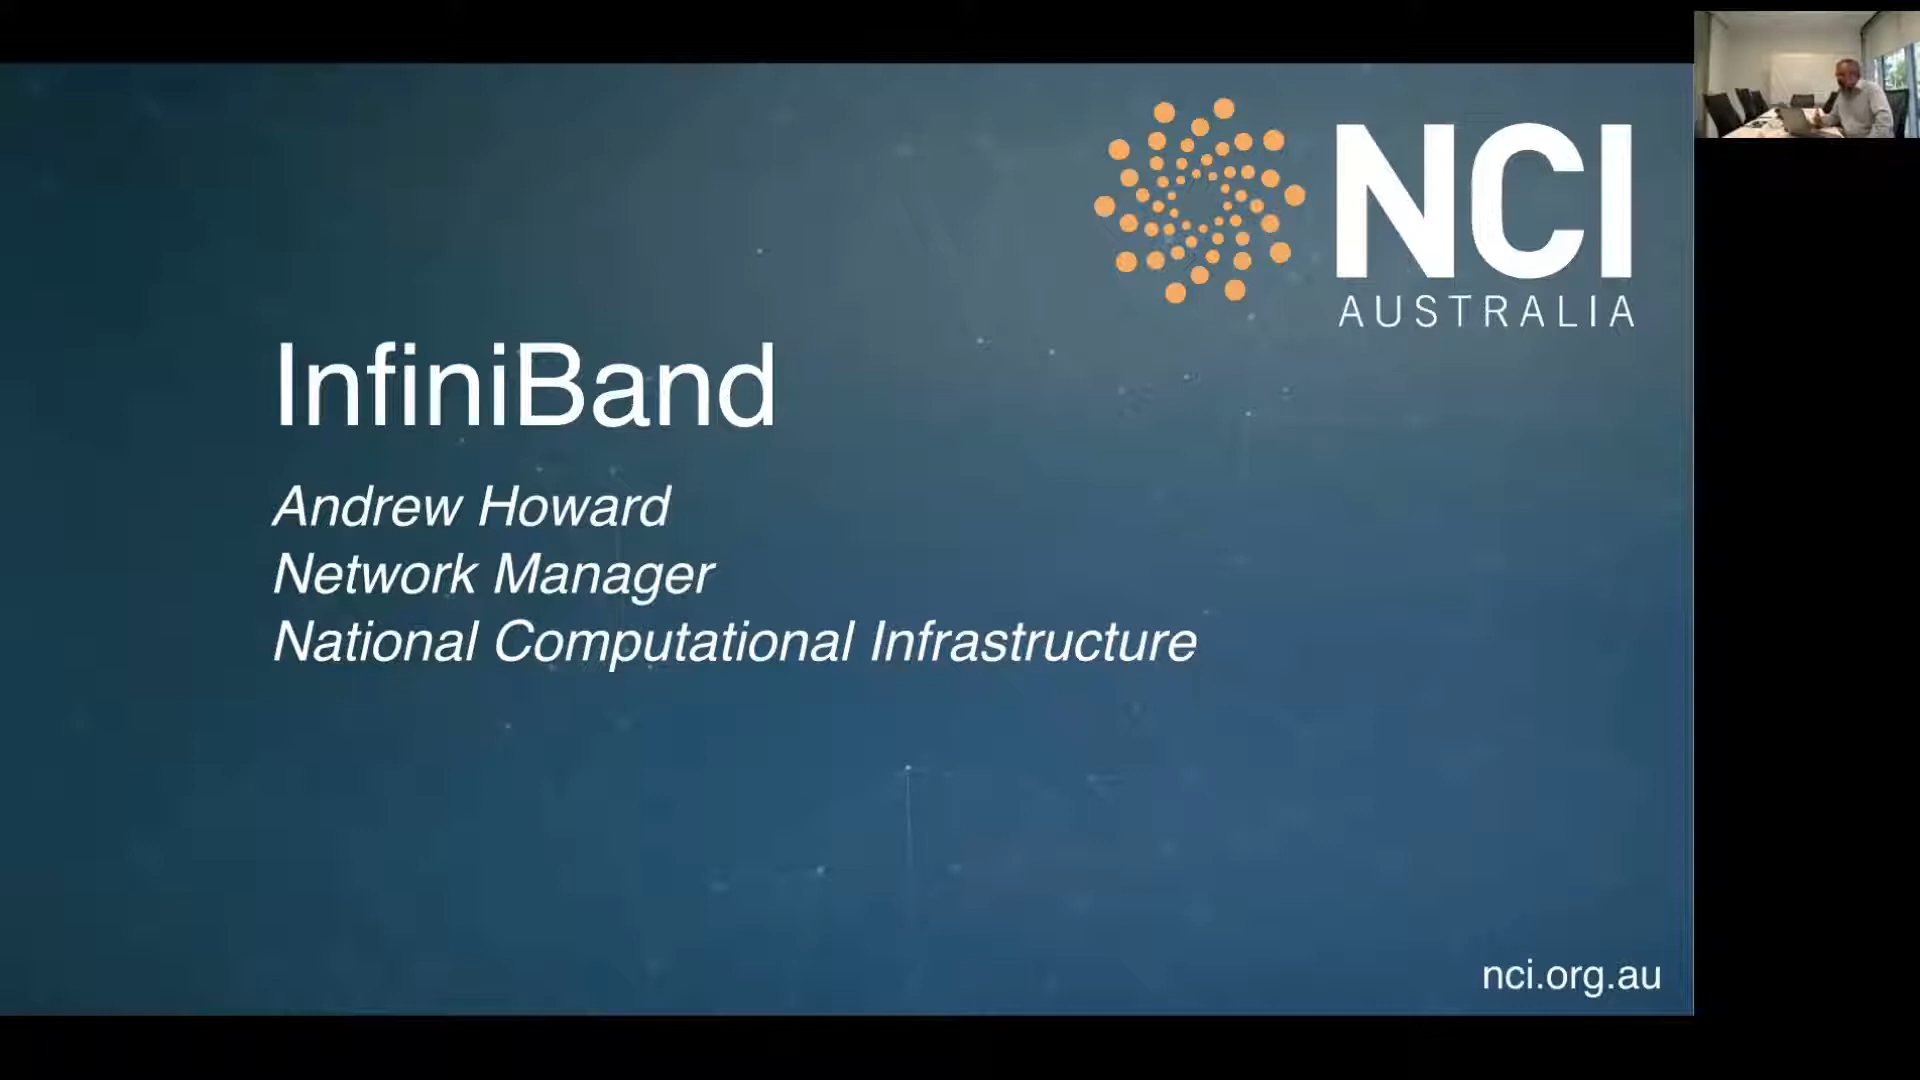 NCI
AUSTRALIA
InfiniBand
Andrew Howard
Network Manager
National Computational Infrastructure
nci.org.au